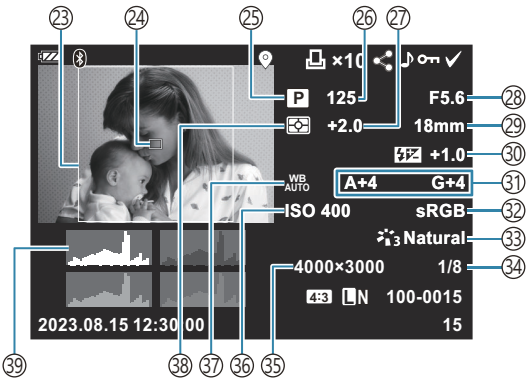 ㉓ ㉔ ㉕ ㉖ ㉗
×10
P 125 F5.6 ㉘
+2.0 18mm ㉙
+1.0 ㉚
WB AUTO A+4 G+4 ㉛
ISO 400 sRGB ㉜
3 Natural ㉝
4000×3000 1/8 ㉞
4:3 L N 100-0015
2023.08.15 12:30:00 15
㊴ ㊳ ㊲ ㊱ ㉟